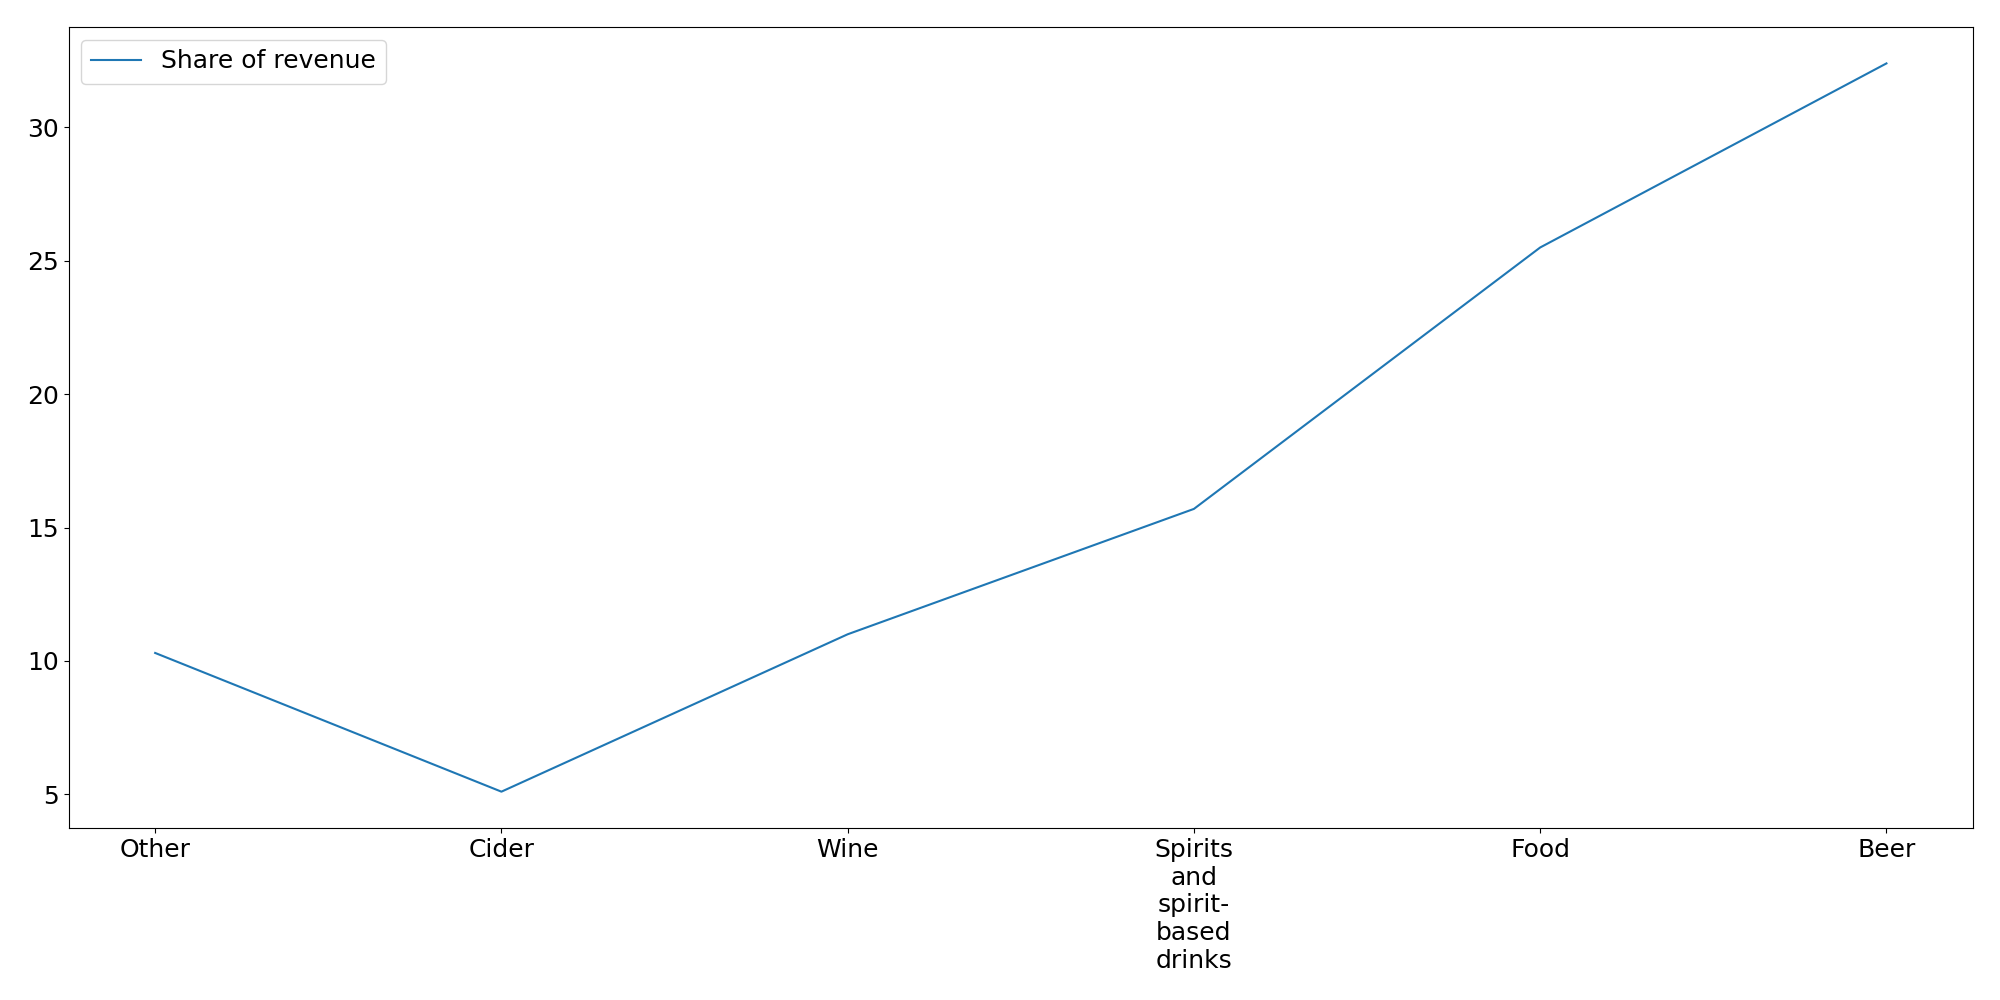 Share of revenue
30
25
20
15
10
5
Other
Cider
Wine
Spirits
and
spirit-
based
drinks
Food
Beer